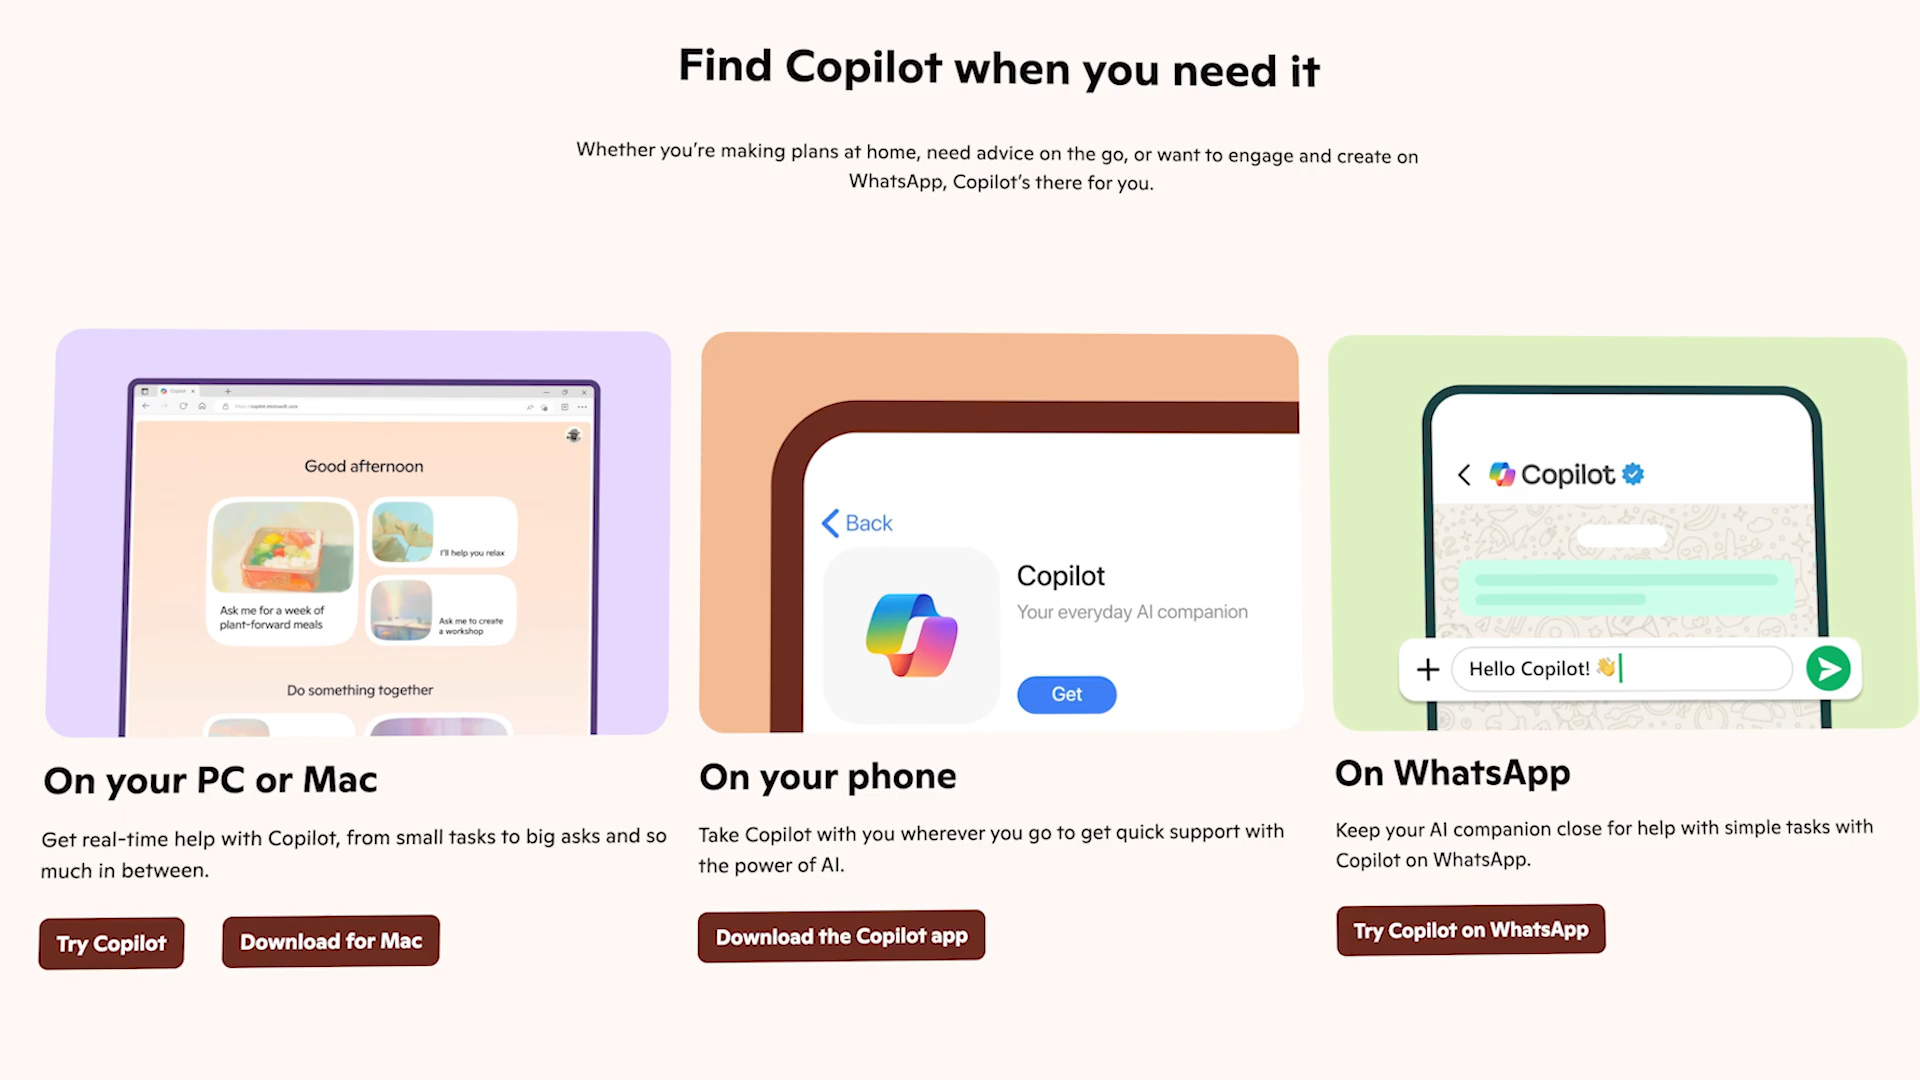 Find Copilot when you need it
Whether you’re making plans at home, need advice on the go, or want to engage and create on
WhatsApp, Copilot’s there for you.
Copilot
https://copilot.microsoft.com
Good afternoon
Ask me for a week of
plant-forward meals
I’ll help you relax
Ask me to create
a workshop
Do something together
Back
Copilot
Your everyday AI companion
Get
Copilot
Hello Copilot! 👋
On your PC or Mac
Get real-time help with Copilot, from small tasks to big asks and so
much in between.
Try Copilot
Download for Mac
On your phone
Take Copilot with you wherever you go to get quick support with
the power of AI.
Download the Copilot app
On WhatsApp
Keep your AI companion close for help with simple tasks with
Copilot on WhatsApp.
Try Copilot on WhatsApp